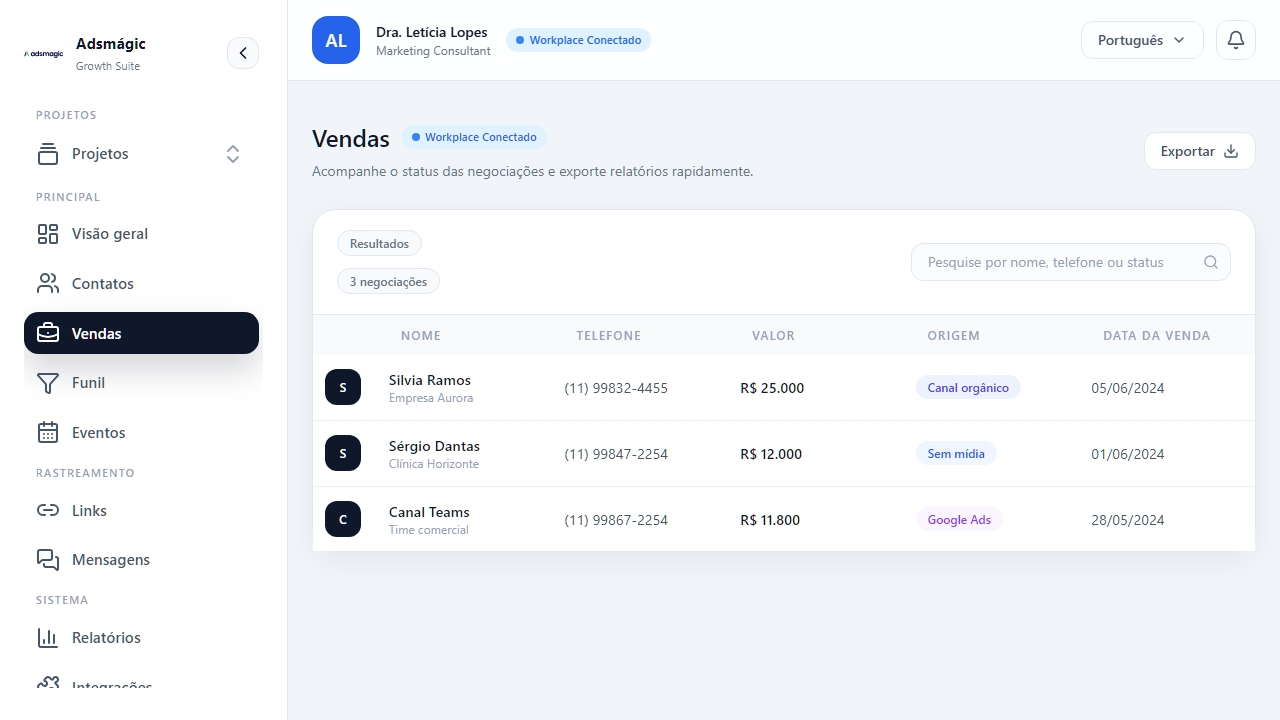 adsmagic
Adsmágic
Growth Suite
PROJETOS
Projetos
PRINCIPAL
Visão geral
Contatos
Vendas
Funil
Eventos
RASTREAMENTO
Links
Mensagens
SISTEMA
Relatórios
Integrações
AL
Dra. Letícia Lopes
Marketing Consultant
Workplace Conectado
Português
Vendas
Workplace Conectado
Acompanhe o status das negociações e exporte relatórios rapidamente.
Exportar
Resultados
3 negociações
Pesquise por nome, telefone ou status
NOME TELEFONE VALOR ORIGEM DATA DA VENDA
S Silvia Ramos (11) 99832-4455 R$ 25.000 Canal orgânico 05/06/2024
Empresa Aurora
S Sérgio Dantas (11) 99847-2254 R$ 12.000 Sem mídia 01/06/2024
Clínica Horizonte
C Canal Teams (11) 99867-2254 R$ 11.800 Google Ads 28/05/2024
Time comercial